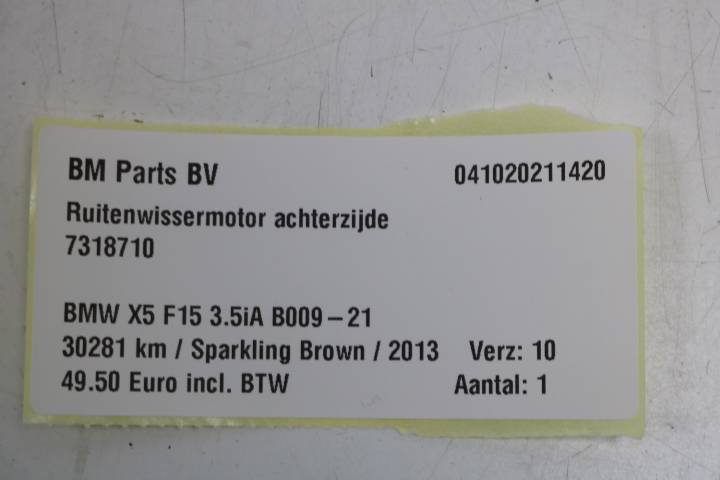 BM Parts BV 041020211420
Ruitenwissermotor achterzijde
7318710
BMW X5 F15 3.5iA B009-21
30281 km / Sparkling Brown / 2013 Verz: 10
49.50 Euro incl. BTW Aantal: 1